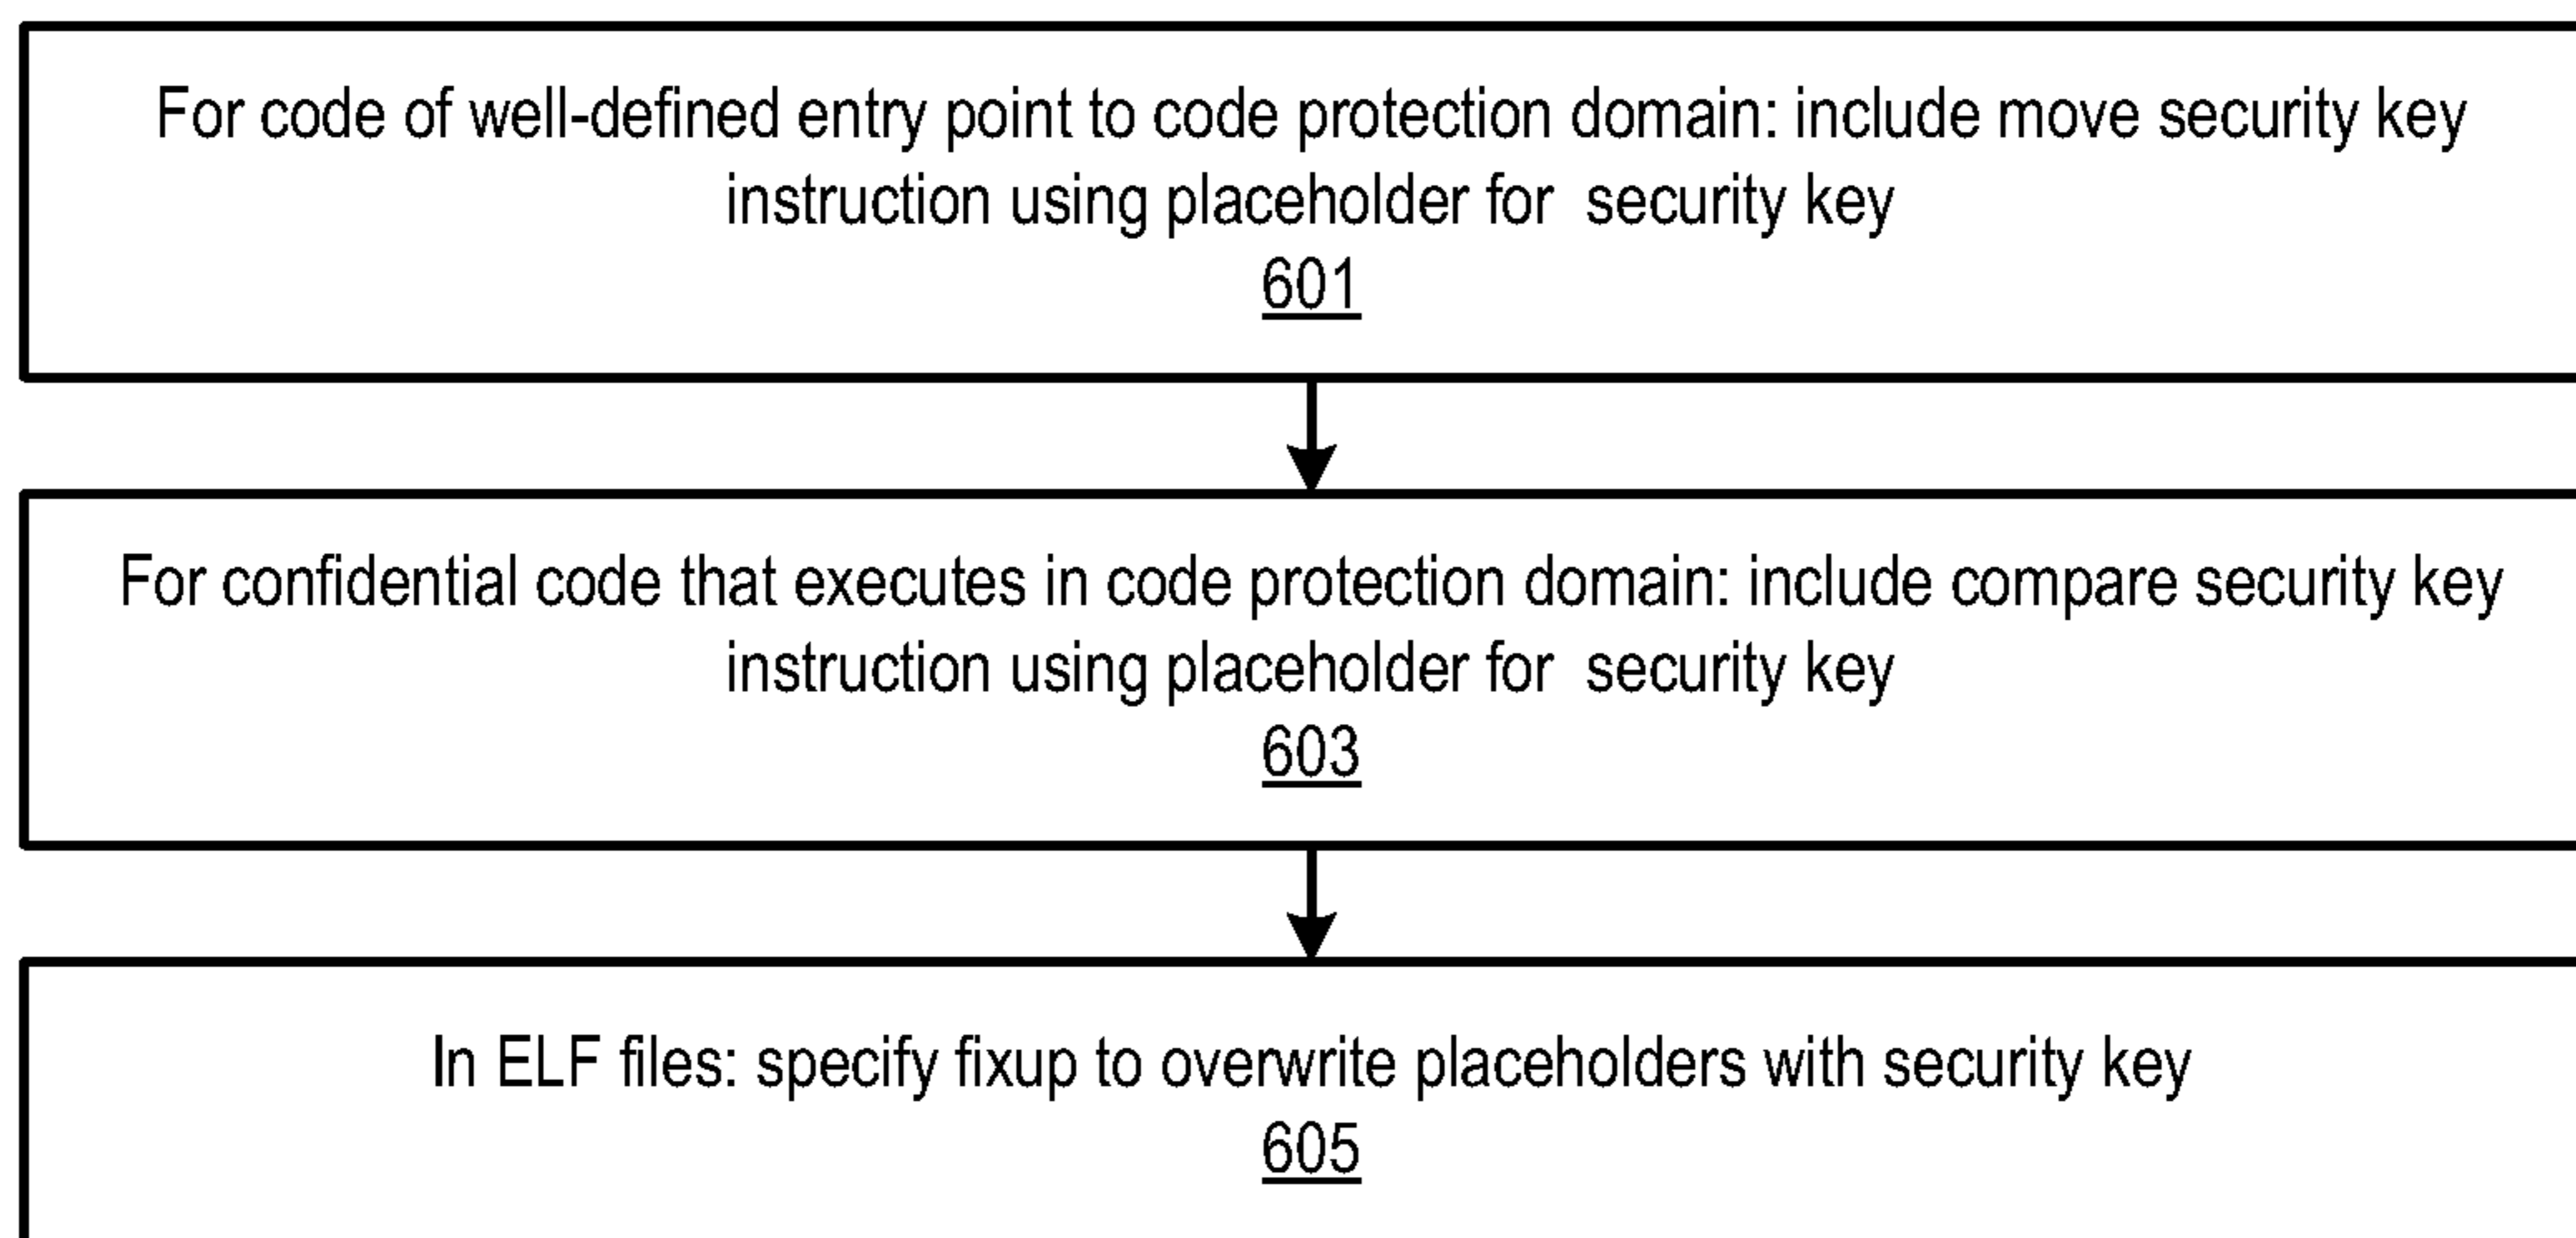 For code of well-defined entry point to code protection domain: include move security key
instruction using placeholder for security key
601
For confidential code that executes in code protection domain: include compare security key
instruction using placeholder for security key
603
In ELF files: specify fixup to overwrite placeholders with security key
605